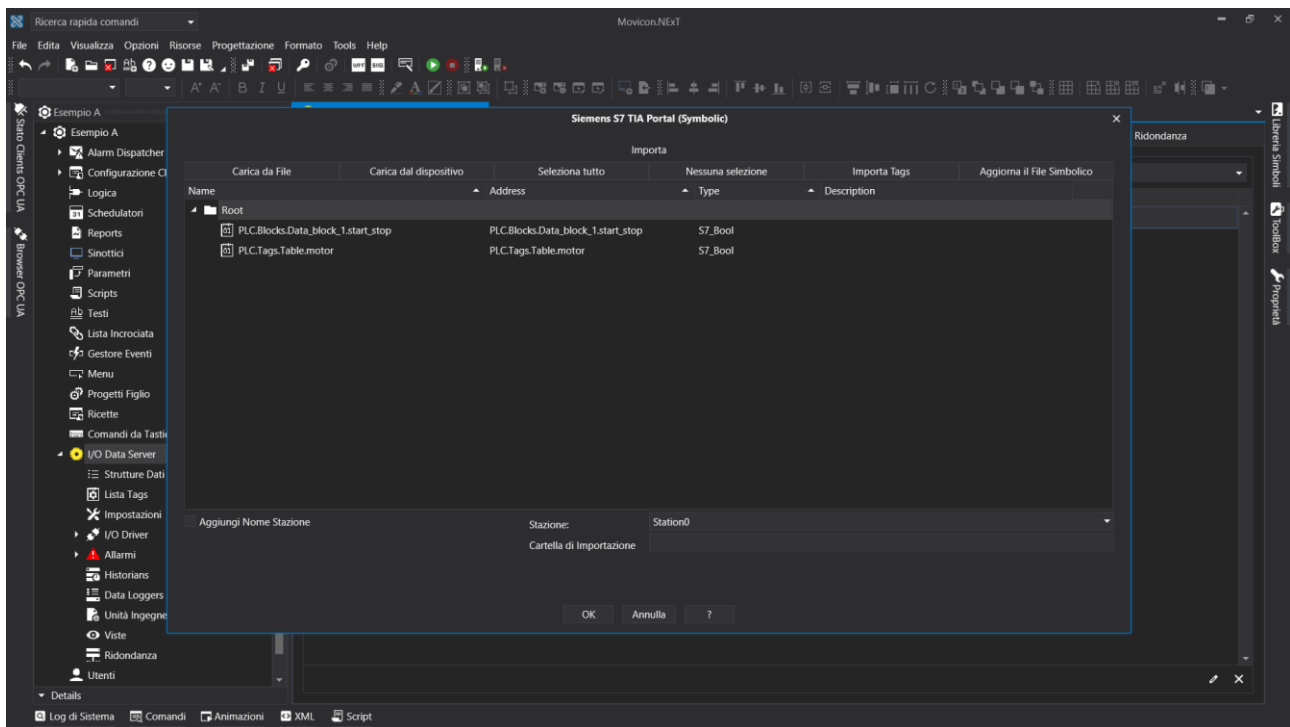 Ricerca rapida comandi
Movicon.NExT
File Edita Visualizza Opzioni Risorse Progettazione Formato Tools Help
Esempio A
Esempio A
Alarm Dispatcher
Configurazione Cl
Logica
Schedulatori
Reports
Sinottici
Parametri
Scripts
Testi
Lista Incrociata
Gestore Eventi
Menu
Progetti Figlio
Ricette
Comandi da Tasti
I/O Data Server
Strutture Dati
Lista Tags
Impostazioni
I/O Driver
Allarmi
Historians
Data Loggers
Unità Ingegne
Viste
Ridondanza
Utenti
Details
Stato Clients OPC UA
Browser OPC UA
Siemens S7 TIA Portal (Symbolic)
Importa
Carica da File Carica dal dispositivo Seleziona tutto Nessuna selezione Importa Tags Aggiorna il File Simbolico
Name Address Type Description
Root
PLC.Blocks.Data_block_1.start_stop PLC.Blocks.Data_block_1.start_stop S7_Bool
PLC.Tags.Table.motor PLC.Tags.Table.motor S7_Bool
Aggiungi Nome Stazione
Stazione: Station0
Cartella di Importazione
OK Annulla ?
Ridondanza
Libreria Simboli
ToolBox
Proprietà
Log di Sistema Comandi Animazioni XML Script